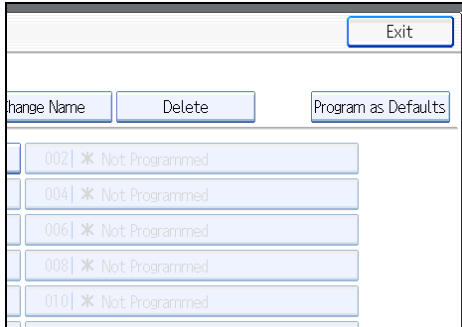 Exit
Change Name Delete Program as Defaults
002 ✱ Not Programmed
004 ✱ Not Programmed
006 ✱ Not Programmed
008 ✱ Not Programmed
010 ✱ Not Programmed